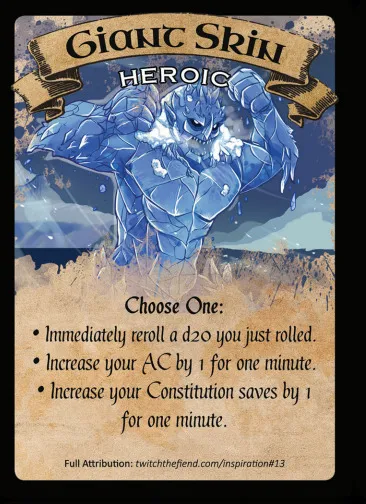 Giant Skin
HEROIC
Choose One:
• Immediately reroll a d20 you just rolled.
• Increase your AC by 1 for one minute.
• Increase your Constitution saves by 1
for one minute.
Full Attribution: twitchthefiend.com/inspiration#13